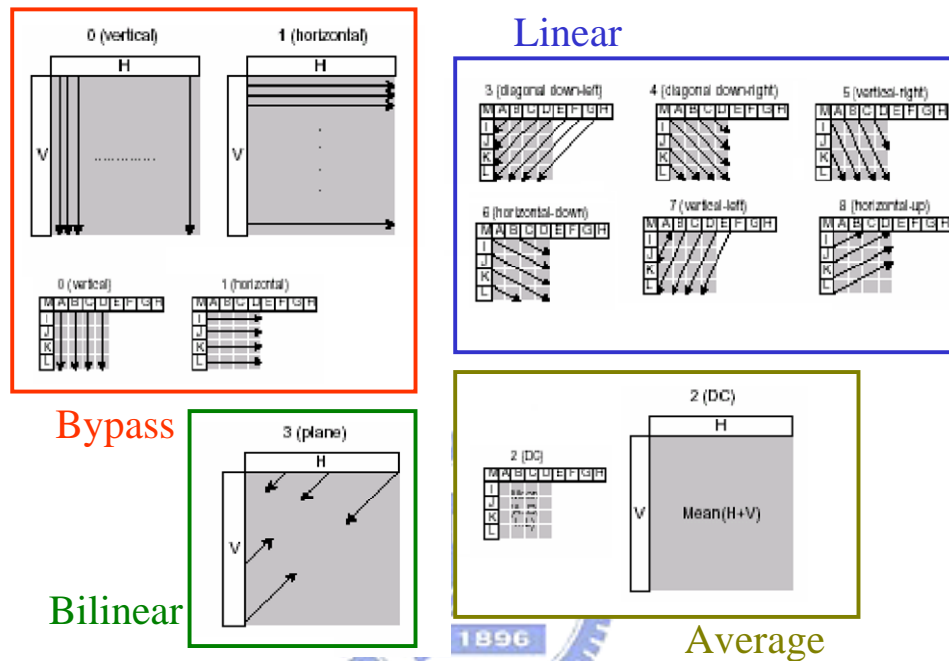 0 (vertical)
1 (horizontal)
H
H
V
V
0 (vertical)
1 (horizontal)
M A B C D E F G H
M A B C D E F G H
I
J
K
L
I
J
K
L
Bypass
Linear
3 (diagonal down-left)
4 (diagonal down-right)
5 (vertical-right)
M A B C D E F G H
M A B C D E F G H
M A B C D E F G H
I
J
K
L
I
J
K
L
I
J
K
L
6 (horizontal-down)
7 (vertical-left)
8 (horizontal-up)
M A B C D E F G H
M A B C D E F G H
M A B C D E F G H
I
J
K
L
I
J
K
L
I
J
K
L
3 (plane)
H
V
Bilinear
2 (DC)
M A B C D E F G H
I
J
K
L
2 (DC)
H
V
Mean(H+V)
Average
1896